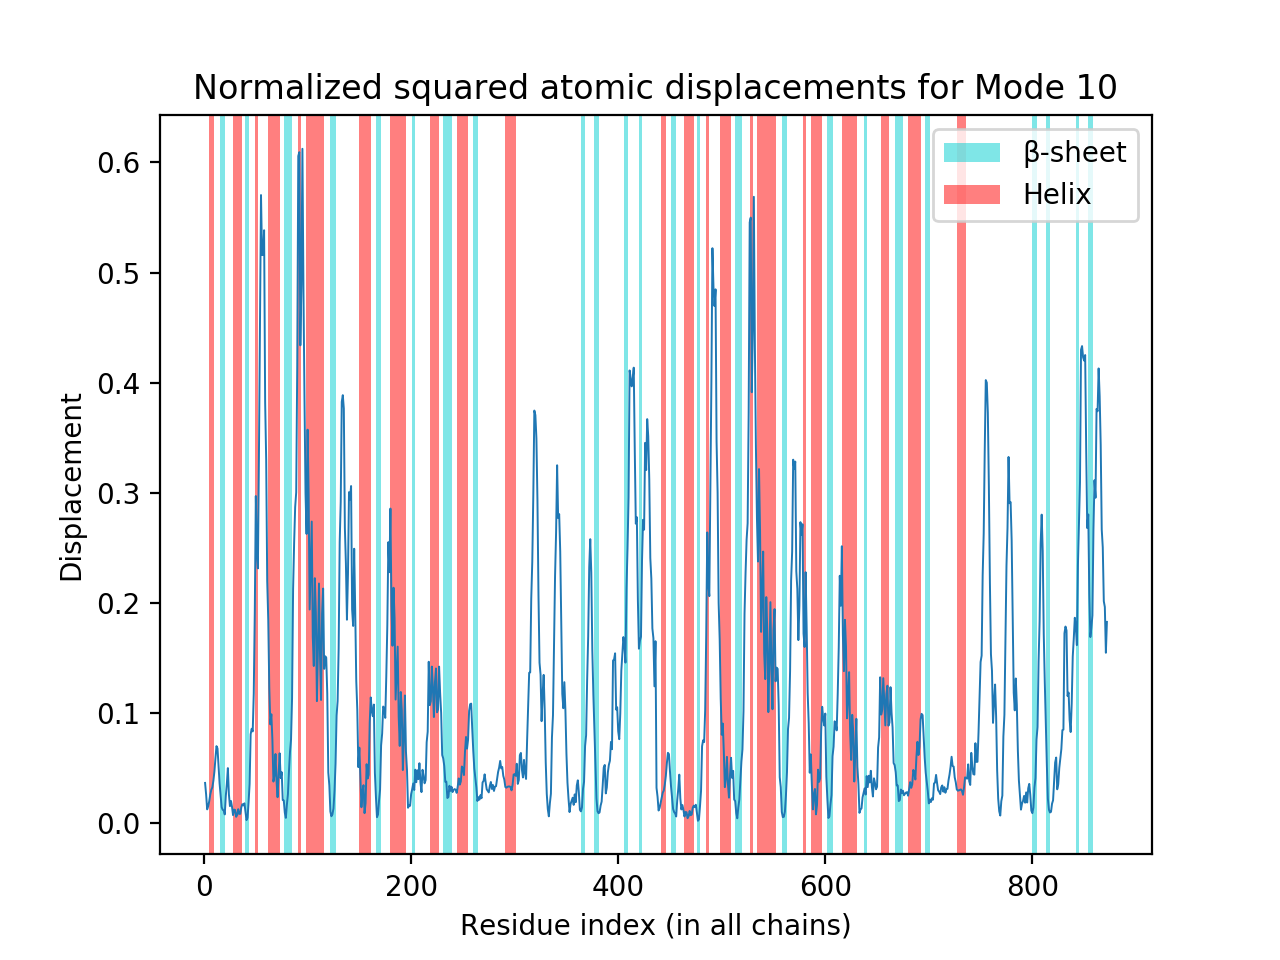 Normalized squared atomic displacements for Mode 10
β-sheet
Helix
Displacement
0.6
0.5
0.4
0.3
0.2
0.1
0.0
0 200 400 600 800
Residue index (in all chains)